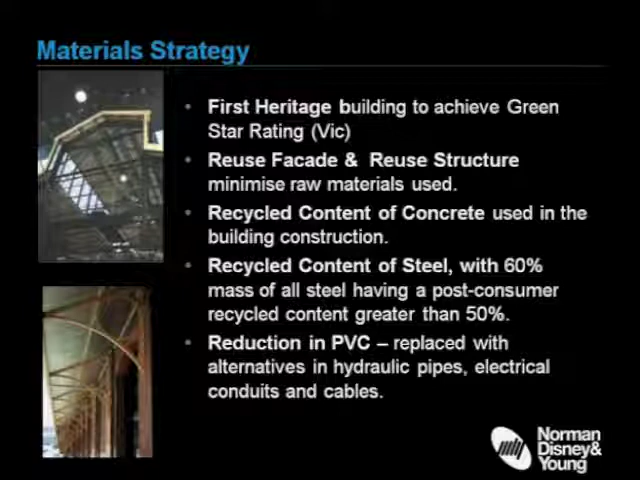 Materials Strategy
• First Heritage building to achieve Green
Star Rating (Vic)
• Reuse Facade & Reuse Structure
minimise raw materials used.
• Recycled Content of Concrete used in the
building construction.
• Recycled Content of Steel, with 60%
mass of all steel having a post-consumer
recycled content greater than 50%.
• Reduction in PVC – replaced with
alternatives in hydraulic pipes, electrical
conduits and cables.
Norman
Disney&
Young